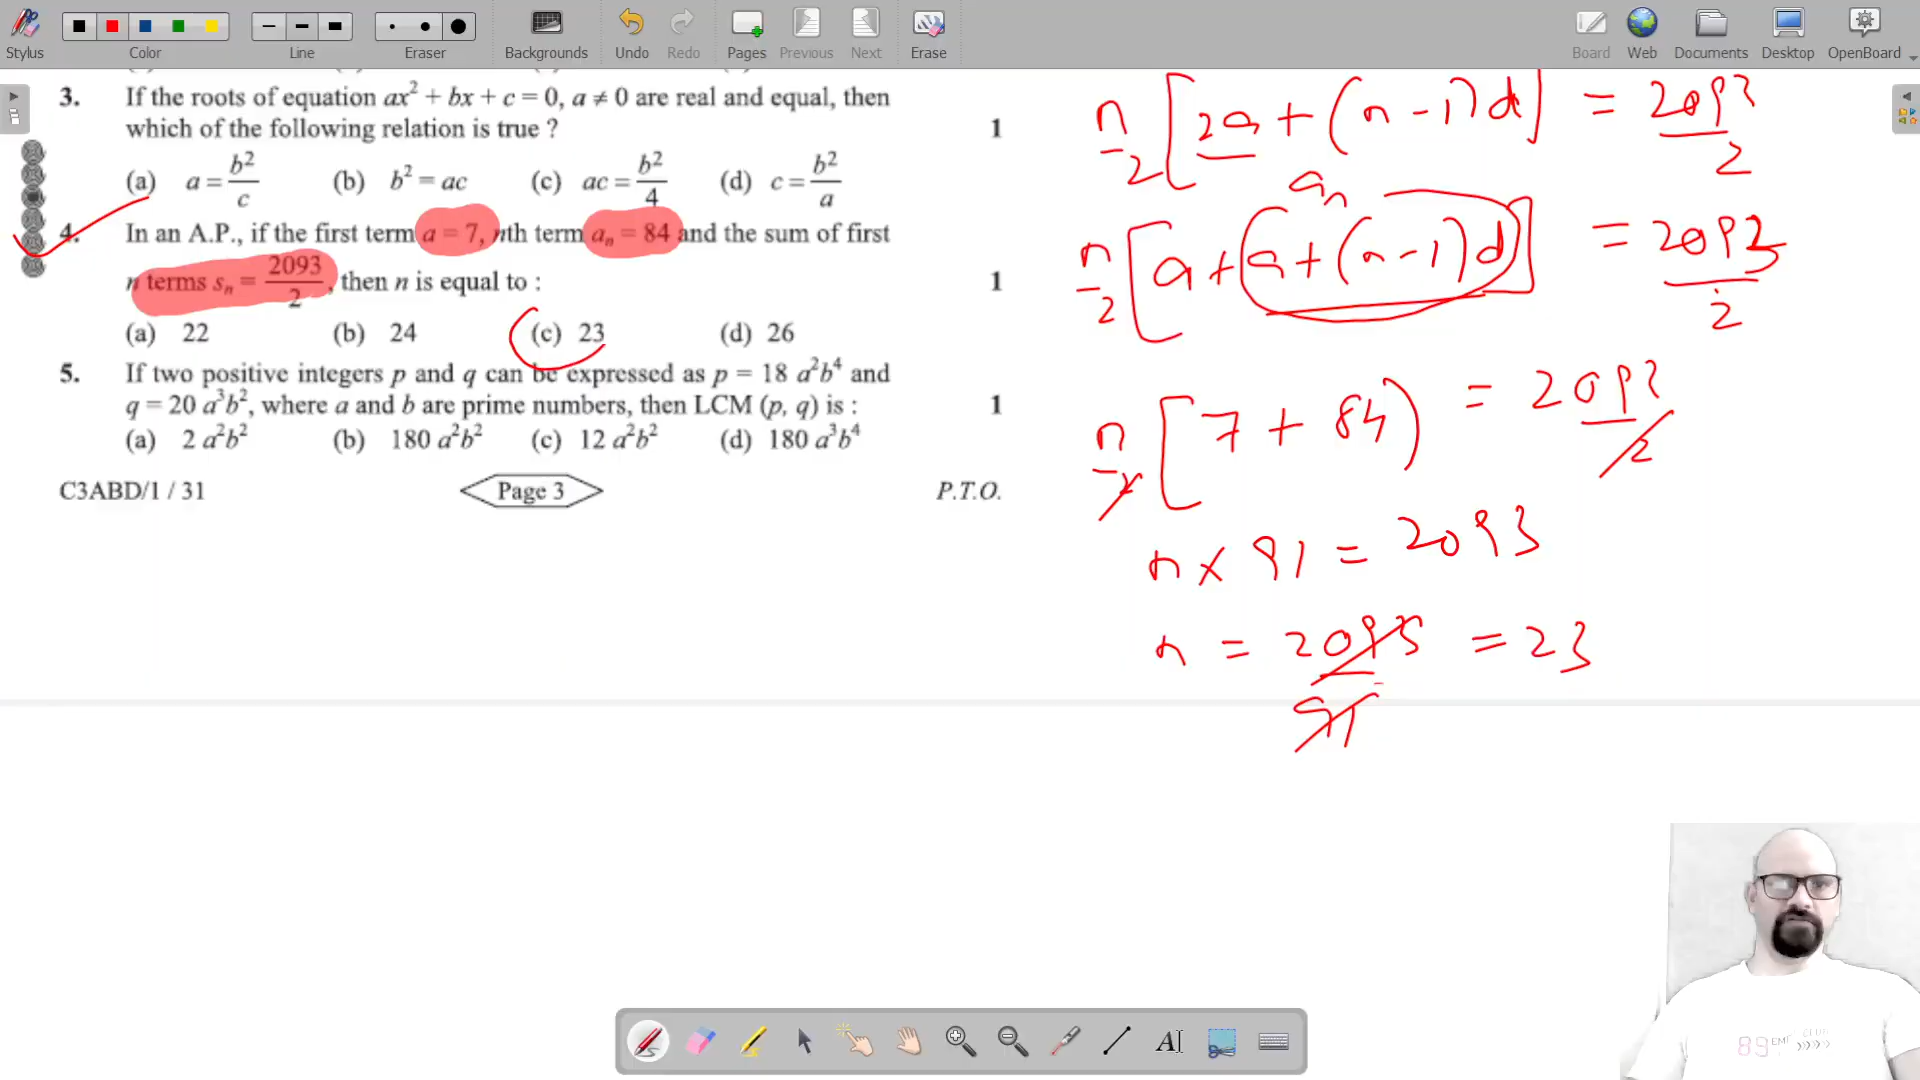 Stylus Color Line Eraser Backgrounds Undo Redo Pages Previous Next Erase Board Web Documents Desktop OpenBoard
3. If the roots of equation ax² + bx + c = 0, a ≠ 0 are real and equal, then
which of the following relation is true ? 1
(a) a = b²/c (b) b² = ac (c) ac = b²/4 (d) c = b²/a
4. In an A.P., if the first term a = 7, nth term aₙ = 84 and the sum of first
n terms sₙ = 2093/2, then n is equal to : 1
(a) 22 (b) 24 (c) 23 (d) 26
5. If two positive integers p and q can be expressed as p = 18 a²b⁴ and
q = 20 a³b², where a and b are prime numbers, then LCM (p, q) is : 1
(a) 2 a²b² (b) 180 a²b² (c) 12 a²b² (d) 180 a³b⁴
C3ABD/1 / 31 Page 3 P.T.O.
n/2 [2a + (n - 1)d] = 2093/2
aₙ
n/2 [a + a + (n - 1)d] = 2093/2
n/2 [7 + 84) = 2093/2
n × 91 = 2093
n = 2093/91 = 23